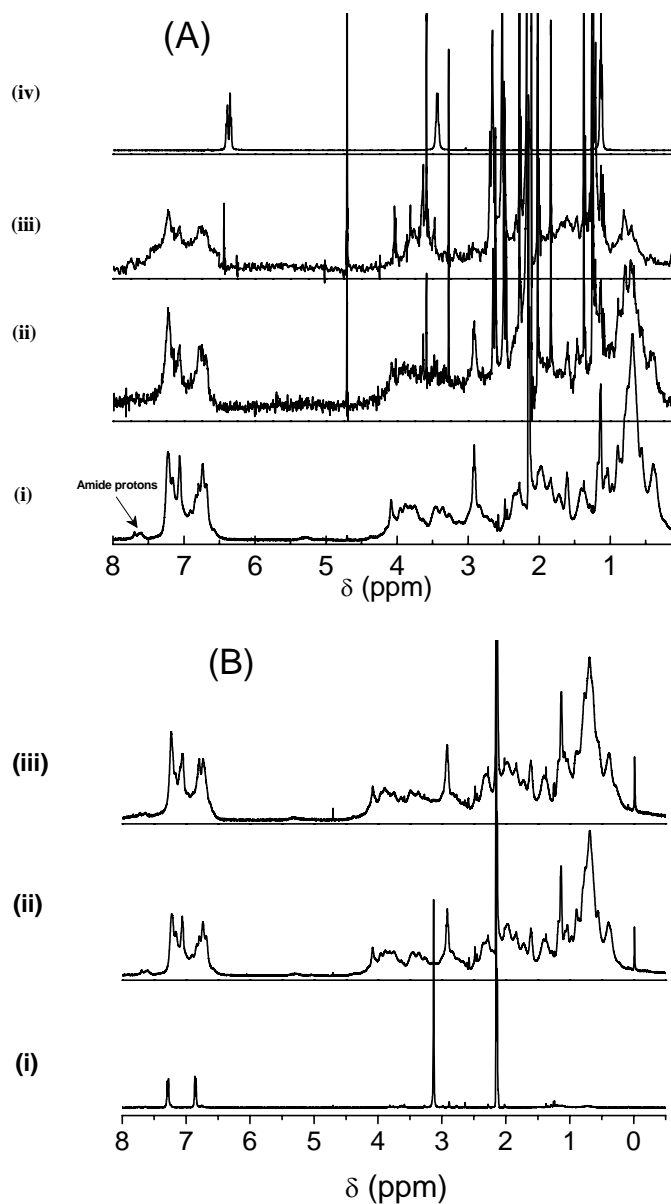 (A)
(iv)
(iii)
(ii)
(i)
Amide protons
8 7 6 5 4 3 2 1
δ (ppm)
(B)
(iii)
(ii)
(i)
8 7 6 5 4 3 2 1 0
δ (ppm)